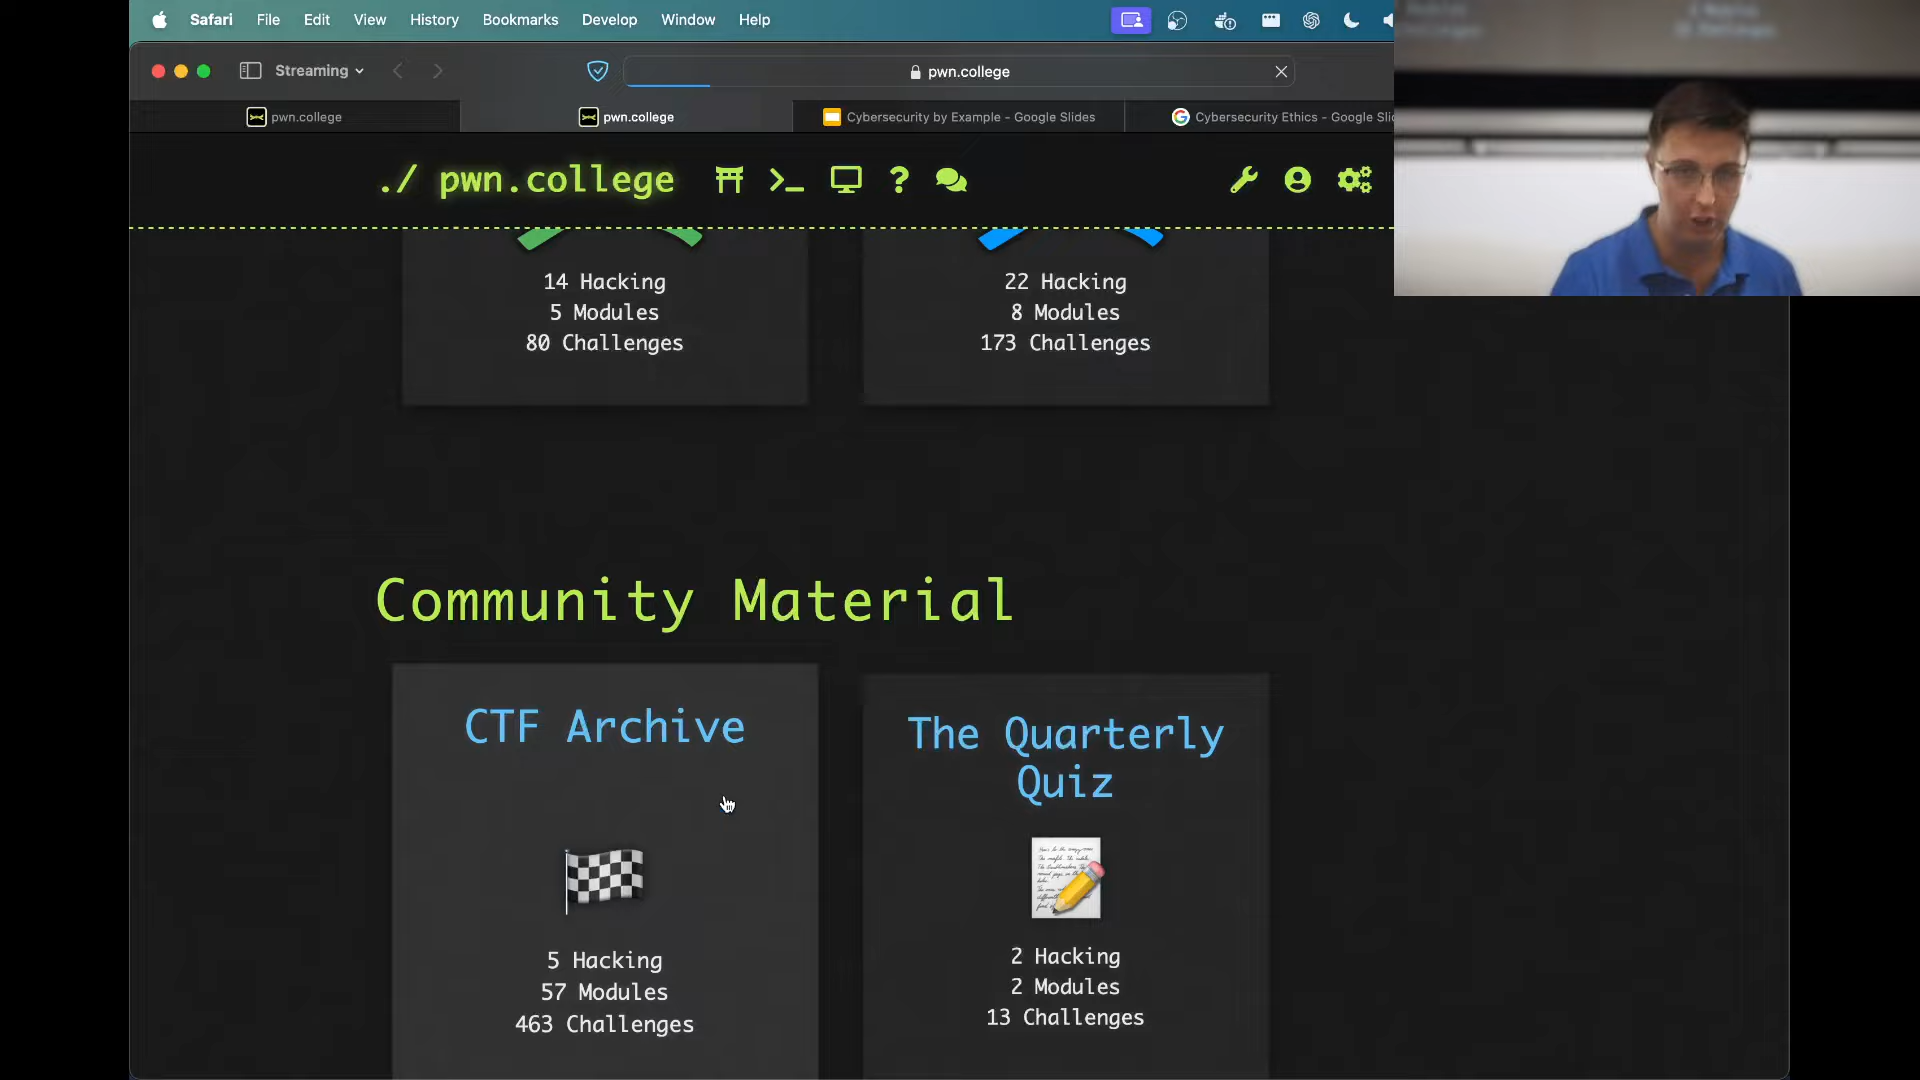 Safari File Edit View History Bookmarks Develop Window Help
Streaming
pwn.college
pwn.college
pwn.college
Cybersecurity by Example - Google Slides
Cybersecurity Ethics - Google Sli
./ pwn.college
14 Hacking
5 Modules
80 Challenges
22 Hacking
8 Modules
173 Challenges
Community Material
CTF Archive
5 Hacking
57 Modules
463 Challenges
The Quarterly
Quiz
2 Hacking
2 Modules
13 Challenges